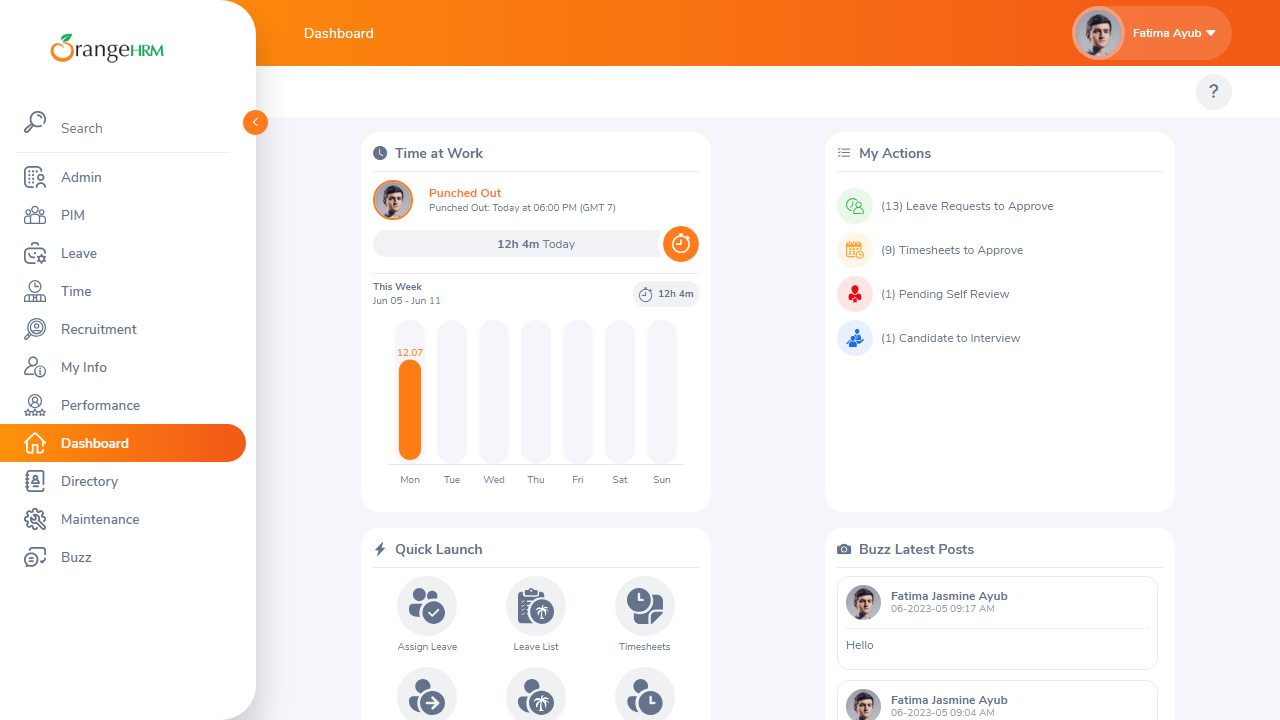 OrangeHRM
Dashboard
Fatima Ayub
?
Search
Admin
PIM
Leave
Time
Recruitment
My Info
Performance
Dashboard
Directory
Maintenance
Buzz
Time at Work
Punched Out
Punched Out: Today at 06:00 PM (GMT 7)
12h 4m Today
This Week
Jun 05 - Jun 11
12h 4m
12.07
Mon Tue Wed Thu Fri Sat Sun
My Actions
(13) Leave Requests to Approve
(9) Timesheets to Approve
(1) Pending Self Review
(1) Candidate to Interview
Quick Launch
Assign Leave Leave List Timesheets
Buzz Latest Posts
Fatima Jasmine Ayub
06-2023-05 09:17 AM
Hello
Fatima Jasmine Ayub
06-2023-05 09:04 AM